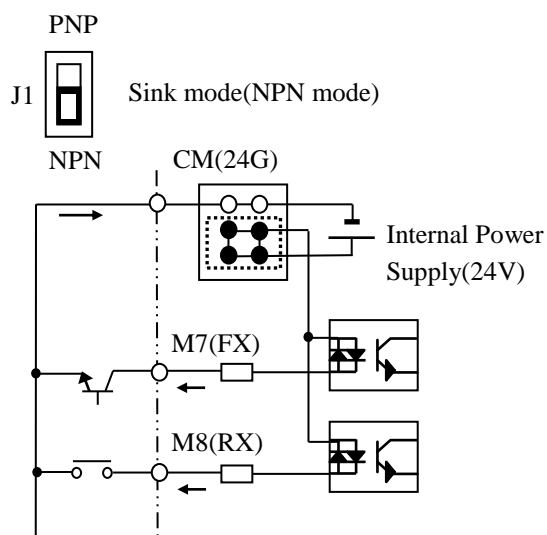 PNP
J1
Sink mode(NPN mode)
NPN
CM(24G)
Internal Power
Supply(24V)
M7(FX)
M8(RX)